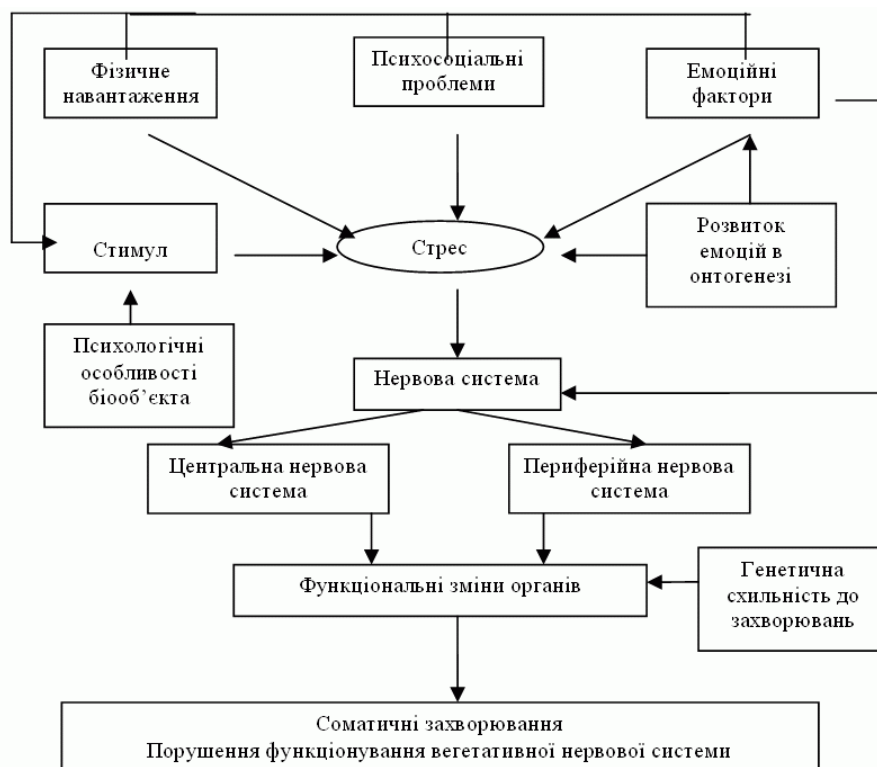 Фізичне
навантаження
Психосоціальні
проблеми
Емоційні
фактори
Стимул
Стрес
Розвиток
емоцій в
онтогенезі
Психологічні
особливості
біооб’єкта
Нервова система
Центральна нервова
система
Периферійна нервова
система
Функціональні зміни органів
Генетична
схильність до
захворювань
Соматичні захворювання
Порушення функціонування вегетативної нервової системи